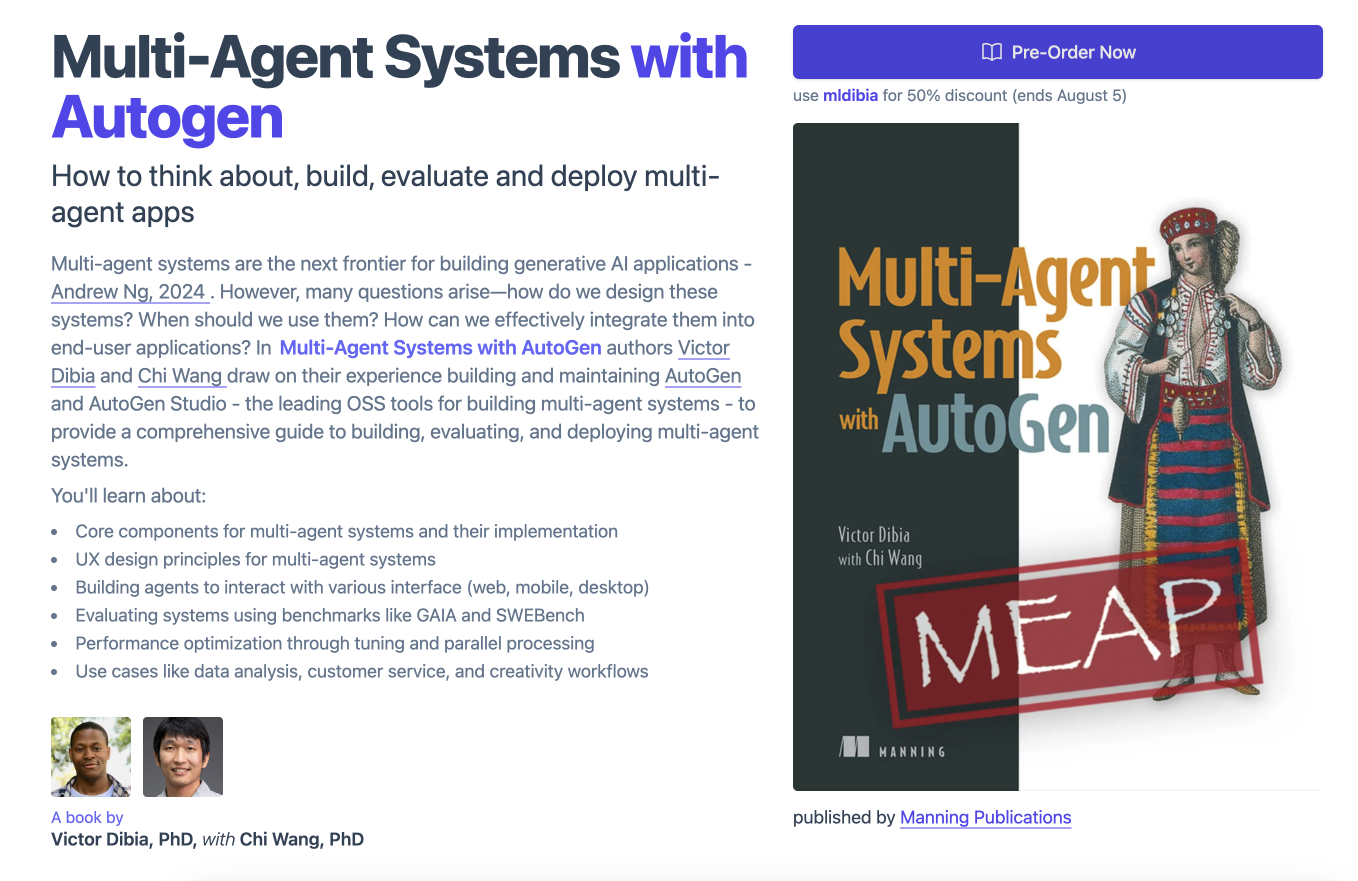 Multi-Agent Systems with
Autogen
How to think about, build, evaluate and deploy multi-
agent apps
Multi-agent systems are the next frontier for building generative AI applications -
Andrew Ng, 2024 . However, many questions arise—how do we design these
systems? When should we use them? How can we effectively integrate them into
end-user applications? In Multi-Agent Systems with AutoGen authors Victor
Dibia and Chi Wang draw on their experience building and maintaining AutoGen
and AutoGen Studio - the leading OSS tools for building multi-agent systems - to
provide a comprehensive guide to building, evaluating, and deploying multi-agent
systems.
You'll learn about:
• Core components for multi-agent systems and their implementation
• UX design principles for multi-agent systems
• Building agents to interact with various interface (web, mobile, desktop)
• Evaluating systems using benchmarks like GAIA and SWEBench
• Performance optimization through tuning and parallel processing
• Use cases like data analysis, customer service, and creativity workflows
A book by
Victor Dibia, PhD, with Chi Wang, PhD
Pre-Order Now
use mldibia for 50% discount (ends August 5)
Multi-Agent
Systems
with AutoGen
Victor Dibia
with Chi Wang
MEAP
MANNING
published by Manning Publications